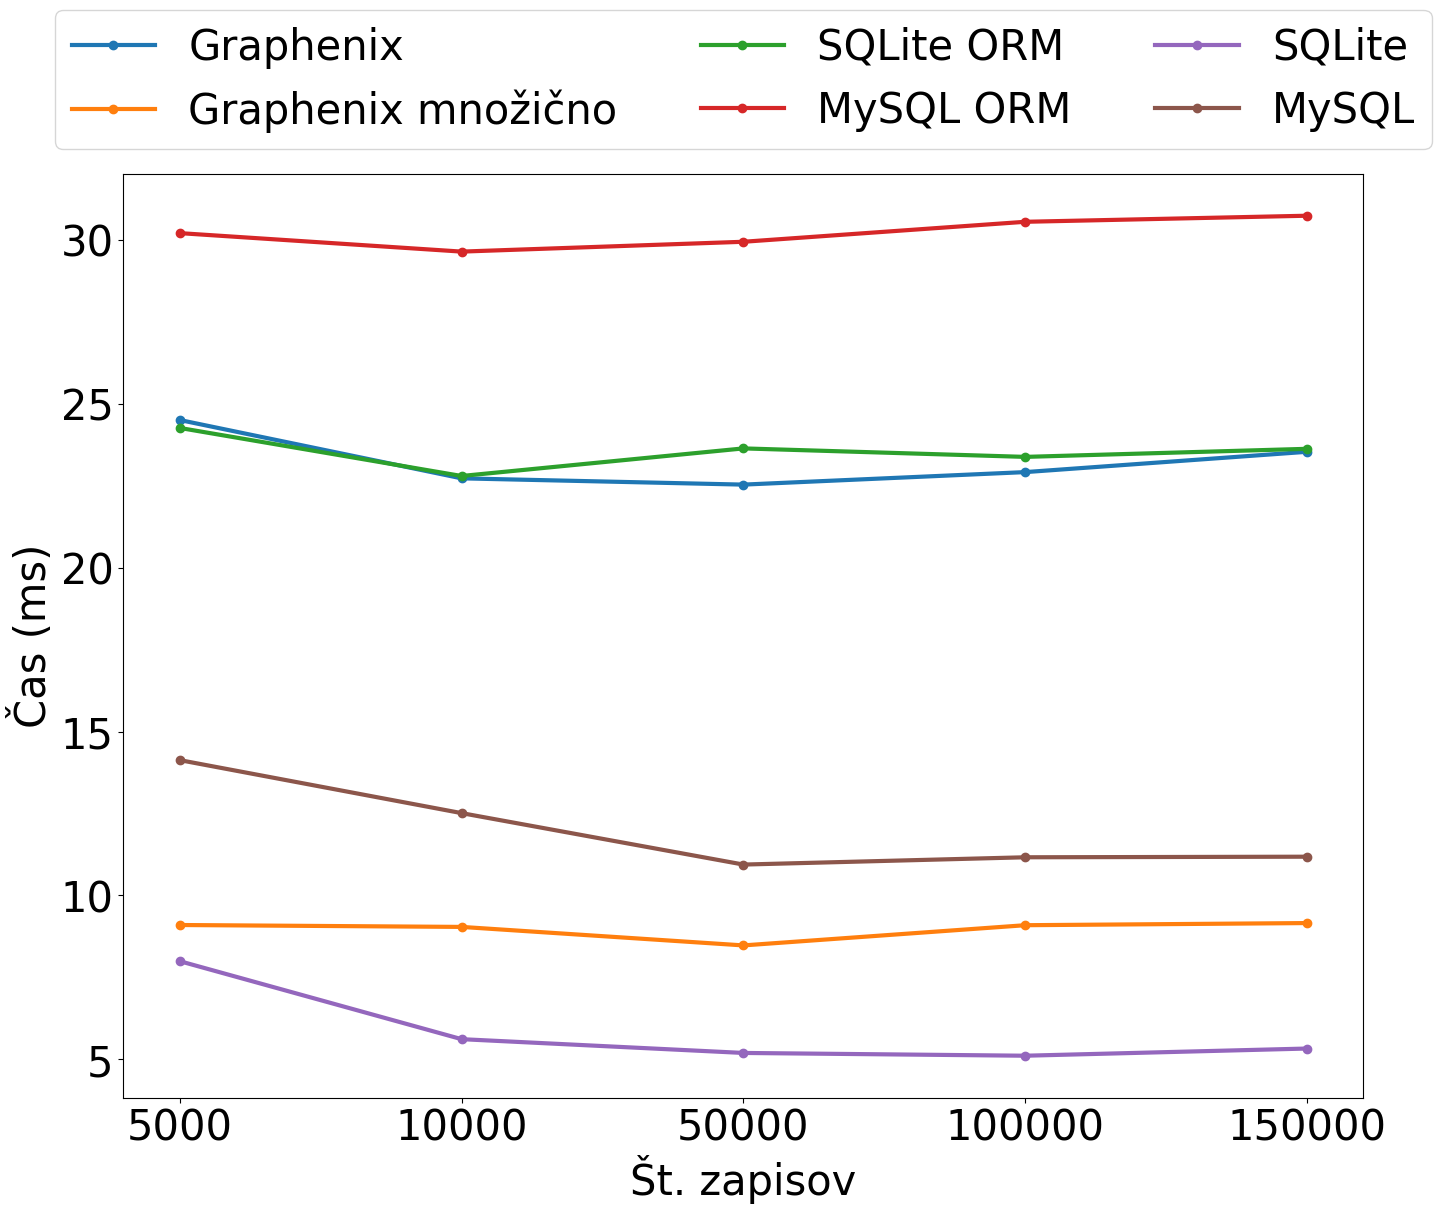 Graphenix
Graphenix množično
SQLite ORM
MySQL ORM
SQLite
MySQL
30
25
20
15
10
5
Čas (ms)
5000 10000 50000 100000 150000
Št. zapisov